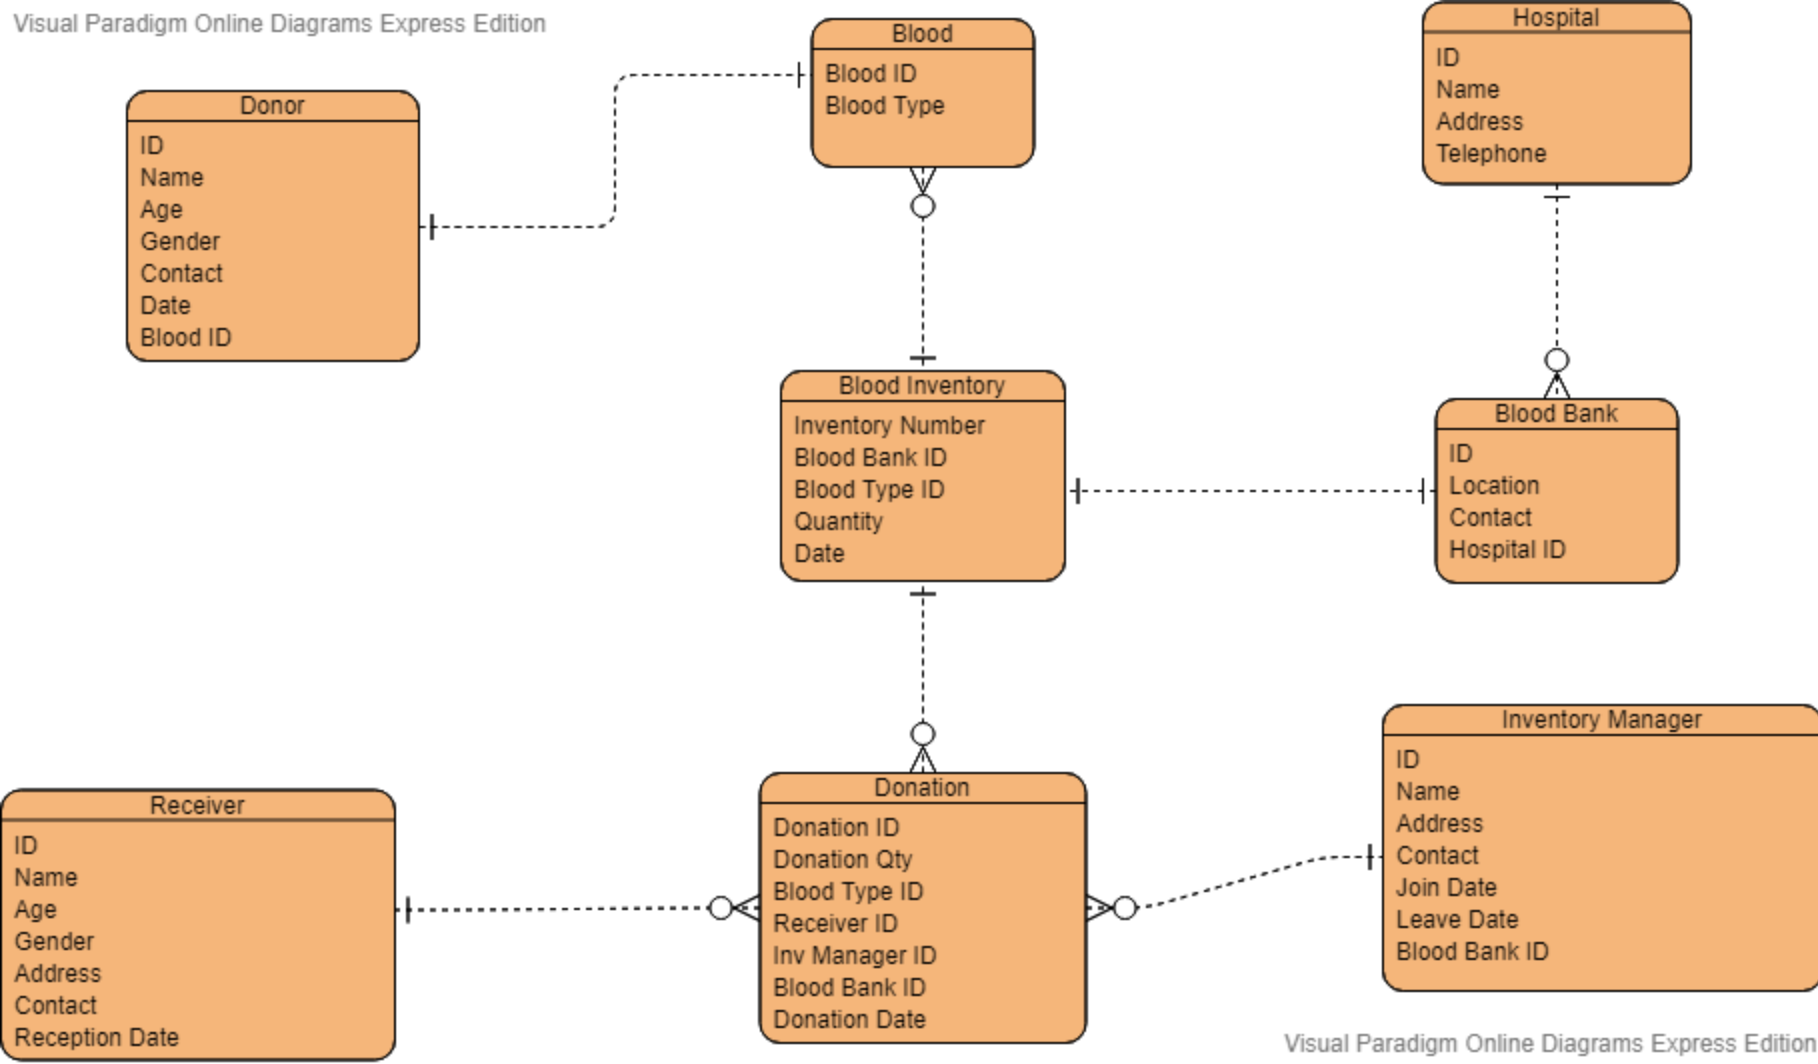 Visual Paradigm Online Diagrams Express Edition
Donor
ID
Name
Age
Gender
Contact
Date
Blood ID
Blood
Blood ID
Blood Type
Hospital
ID
Name
Address
Telephone
Blood Inventory
Inventory Number
Blood Bank ID
Blood Type ID
Quantity
Date
Blood Bank
ID
Location
Contact
Hospital ID
Receiver
ID
Name
Age
Gender
Address
Contact
Reception Date
Donation
Donation ID
Donation Qty
Blood Type ID
Receiver ID
Inv Manager ID
Blood Bank ID
Donation Date
Inventory Manager
ID
Name
Address
Contact
Join Date
Leave Date
Blood Bank ID
Visual Paradigm Online Diagrams Express Edition